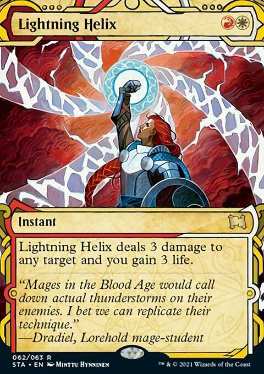 Lightning Helix
Instant
Lightning Helix deals 3 damage to
any target and you gain 3 life.
“Mages in the Blood Age would call
down actual thunderstorms on their
enemies. I bet we can replicate their
technique.”
—Dradiel, Lorehold mage-student
062/063 R
STA • EN MINTTU HYNNINEN
™ & © 2021 Wizards of the Coast